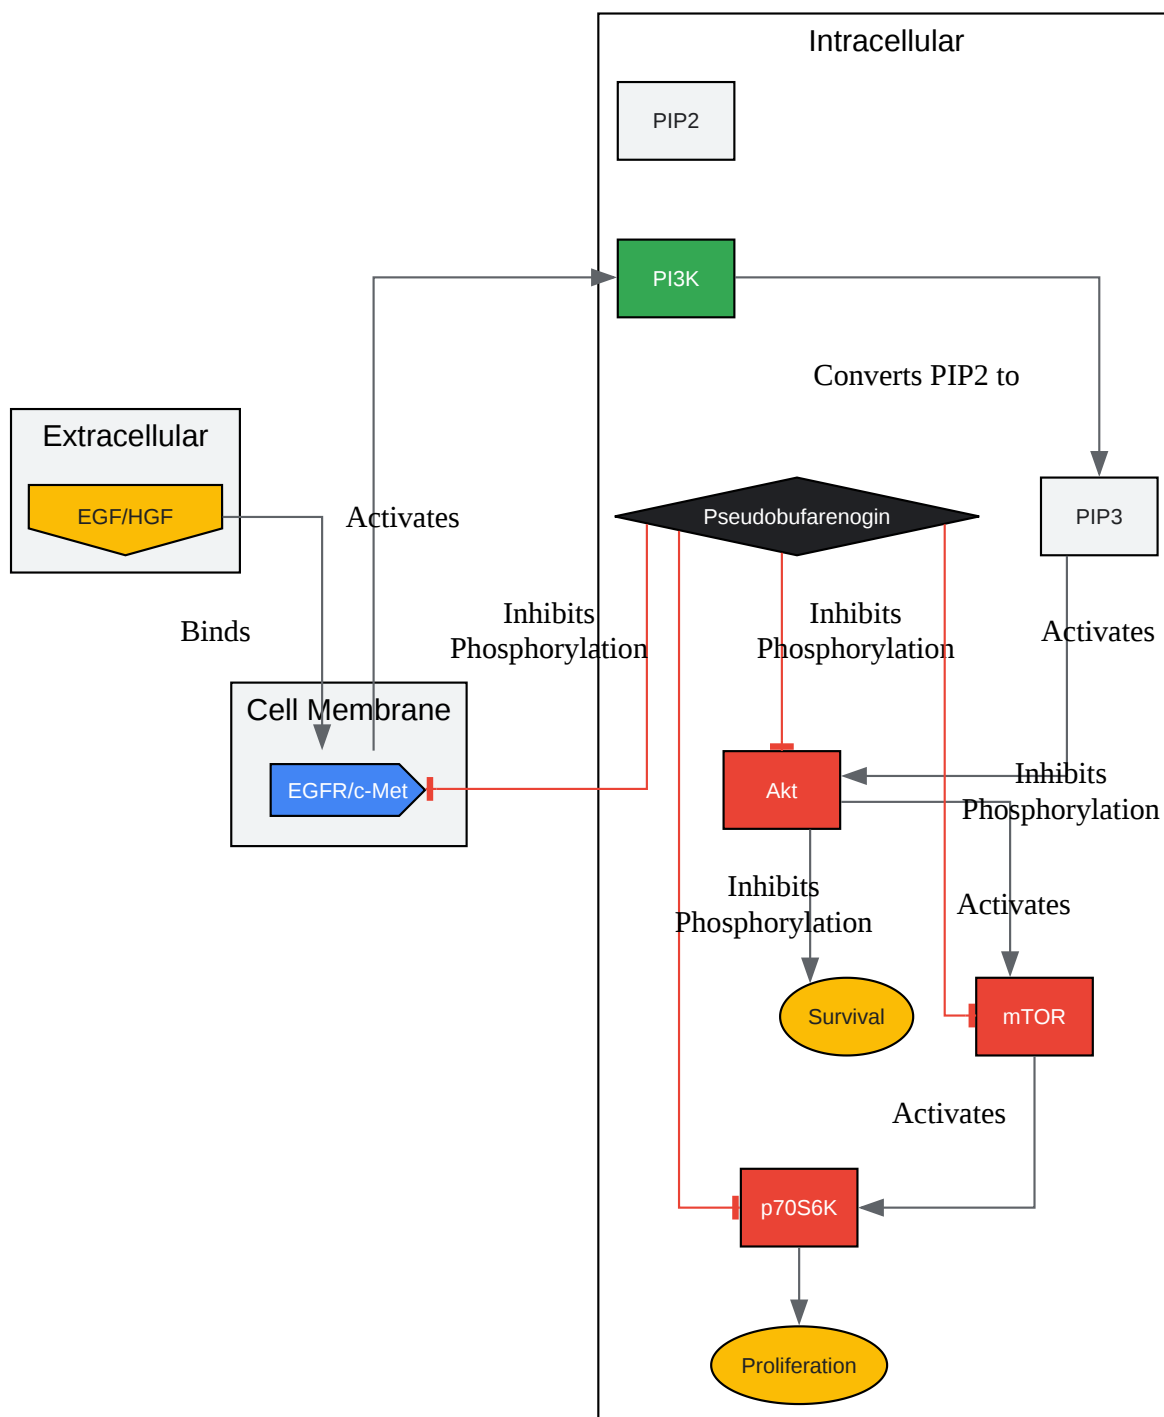 Intracellular
PIP2
PI3K
Converts PIP2 to
Extracellular
EGF/HGF
Activates
Pseudobufarenogin
PIP3
Binds
Inhibits
Phosphorylation
Inhibits
Phosphorylation
Activates
Cell Membrane
EGFR/c-Met
Akt
Inhibits
Phosphorylation
Inhibits
Phosphorylation
Activates
Survival
mTOR
Activates
p70S6K
Proliferation